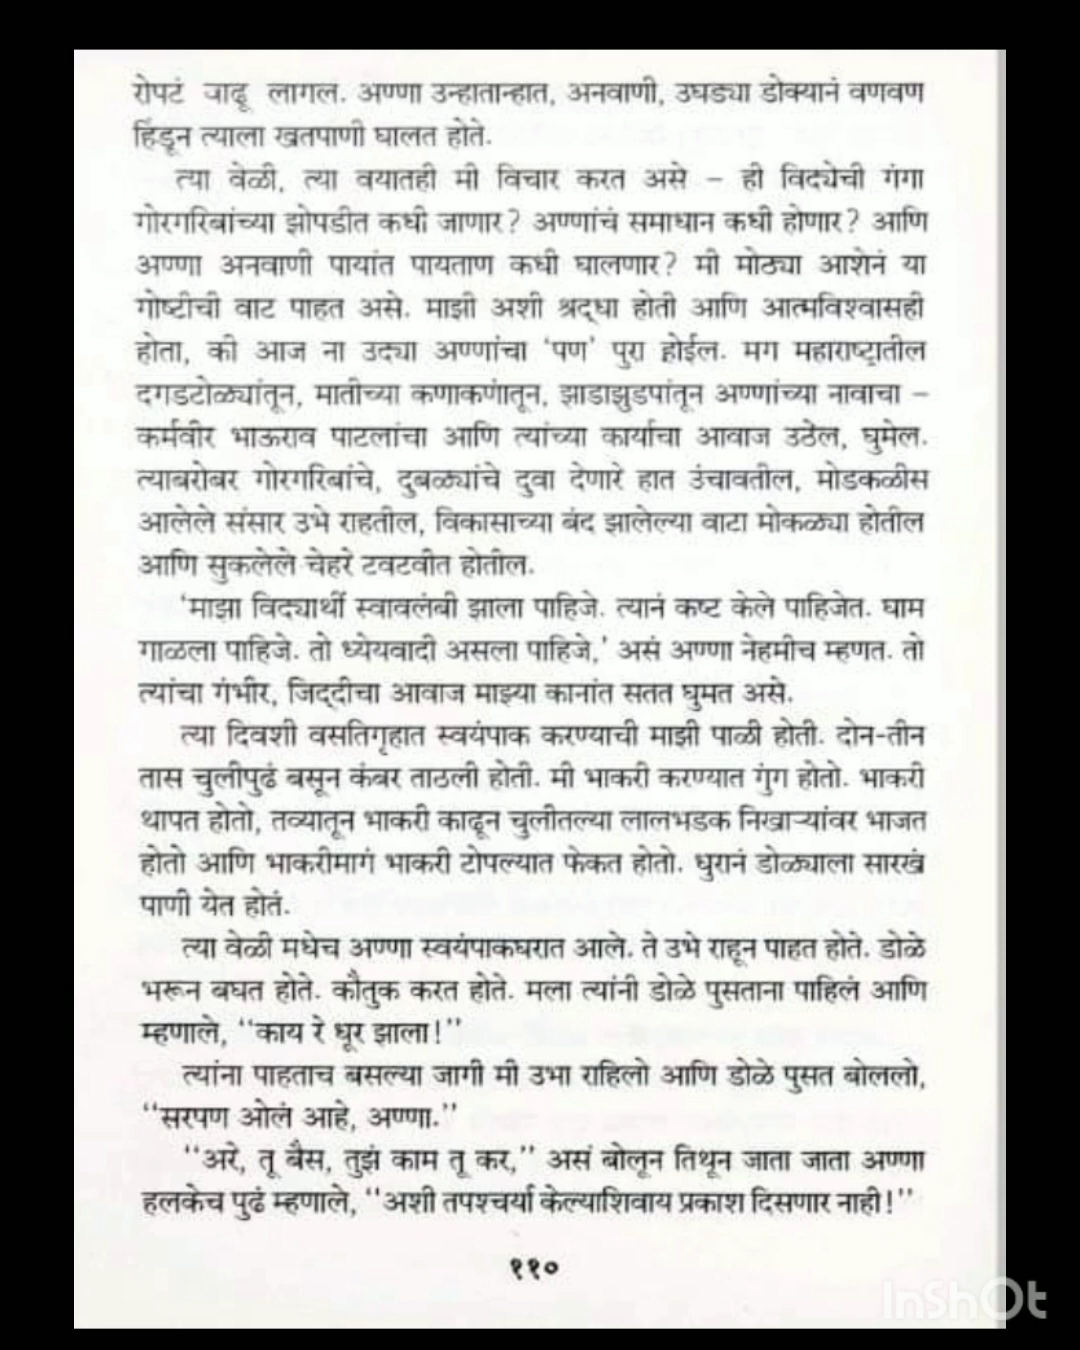 रोपटं वाढू लागलं. अण्णा उन्हातान्हात, अनवाणी, उघड्या डोक्यानं वणवण
हिंडून त्याला खतपाणी घालत होते.
त्या वेळी, त्या वयातही मी विचार करत असे – ही विद्येची गंगा
गोरगरिबांच्या झोपडीत कधी जाणार? अण्णांचं समाधान कधी होणार? आणि
अण्णा अनवाणी पायांत पायताण कधी घालणार? मी मोठ्या आशेनं या
गोष्टीची वाट पाहत असे. माझी अशी श्रद्धा होती आणि आत्मविश्वासही
होता, की आज ना उद्या अण्णांचा 'पण' पुरा होईल. मग महाराष्ट्रातील
दगडटोळ्यांतून, मातीच्या कणाकणांतून, झाडाझुडपांतून अण्णांच्या नावाचा –
कर्मवीर भाऊराव पाटलांचा आणि त्यांच्या कार्याचा आवाज उठेल, घुमेल.
त्याबरोबर गोरगरिबांचे, दुबळ्यांचे दुवा देणारे हात उंचावतील, मोडकळीस
आलेले संसार उभे राहतील, विकासाच्या बंद झालेल्या वाटा मोकळ्या होतील
आणि सुकलेले चेहरे टवटवीत होतील.
'माझा विद्यार्थी स्वावलंबी झाला पाहिजे. त्यानं कष्ट केले पाहिजेत. घाम
गाळला पाहिजे. तो ध्येयवादी असला पाहिजे,' असं अण्णा नेहमीच म्हणत. तो
त्यांचा गंभीर, जिद्दीचा आवाज माझ्या कानांत सतत घुमत असे.
त्या दिवशी वसतिगृहात स्वयंपाक करण्याची माझी पाळी होती. दोन-तीन
तास चुलीपुढं बसून कंबर ताठली होती. मी भाकरी करण्यात गुंग होतो. भाकरी
थापत होतो, तव्यातून भाकरी काढून चुलीतल्या लालभडक निखाऱ्यांवर भाजत
होतो आणि भाकरीमागं भाकरी टोपल्यात फेकत होतो. धुरानं डोळ्याला सारखं
पाणी येत होतं.
त्या वेळी मधेच अण्णा स्वयंपाकघरात आले. ते उभे राहून पाहत होते. डोळे
भरून बघत होते. कौतुक करत होते. मला त्यांनी डोळे पुसताना पाहिलं आणि
म्हणाले, "काय रे धूर झाला!"
त्यांना पाहताच बसल्या जागी मी उभा राहिलो आणि डोळे पुसत बोललो,
"सरपण ओलं आहे, अण्णा."
"अरे, तू बैस, तुझं काम तू कर," असं बोलून तिथून जाता जाता अण्णा
हलकेच पुढं म्हणाले, "अशी तपश्चर्या केल्याशिवाय प्रकाश दिसणार नाही!"
११०
InShOt